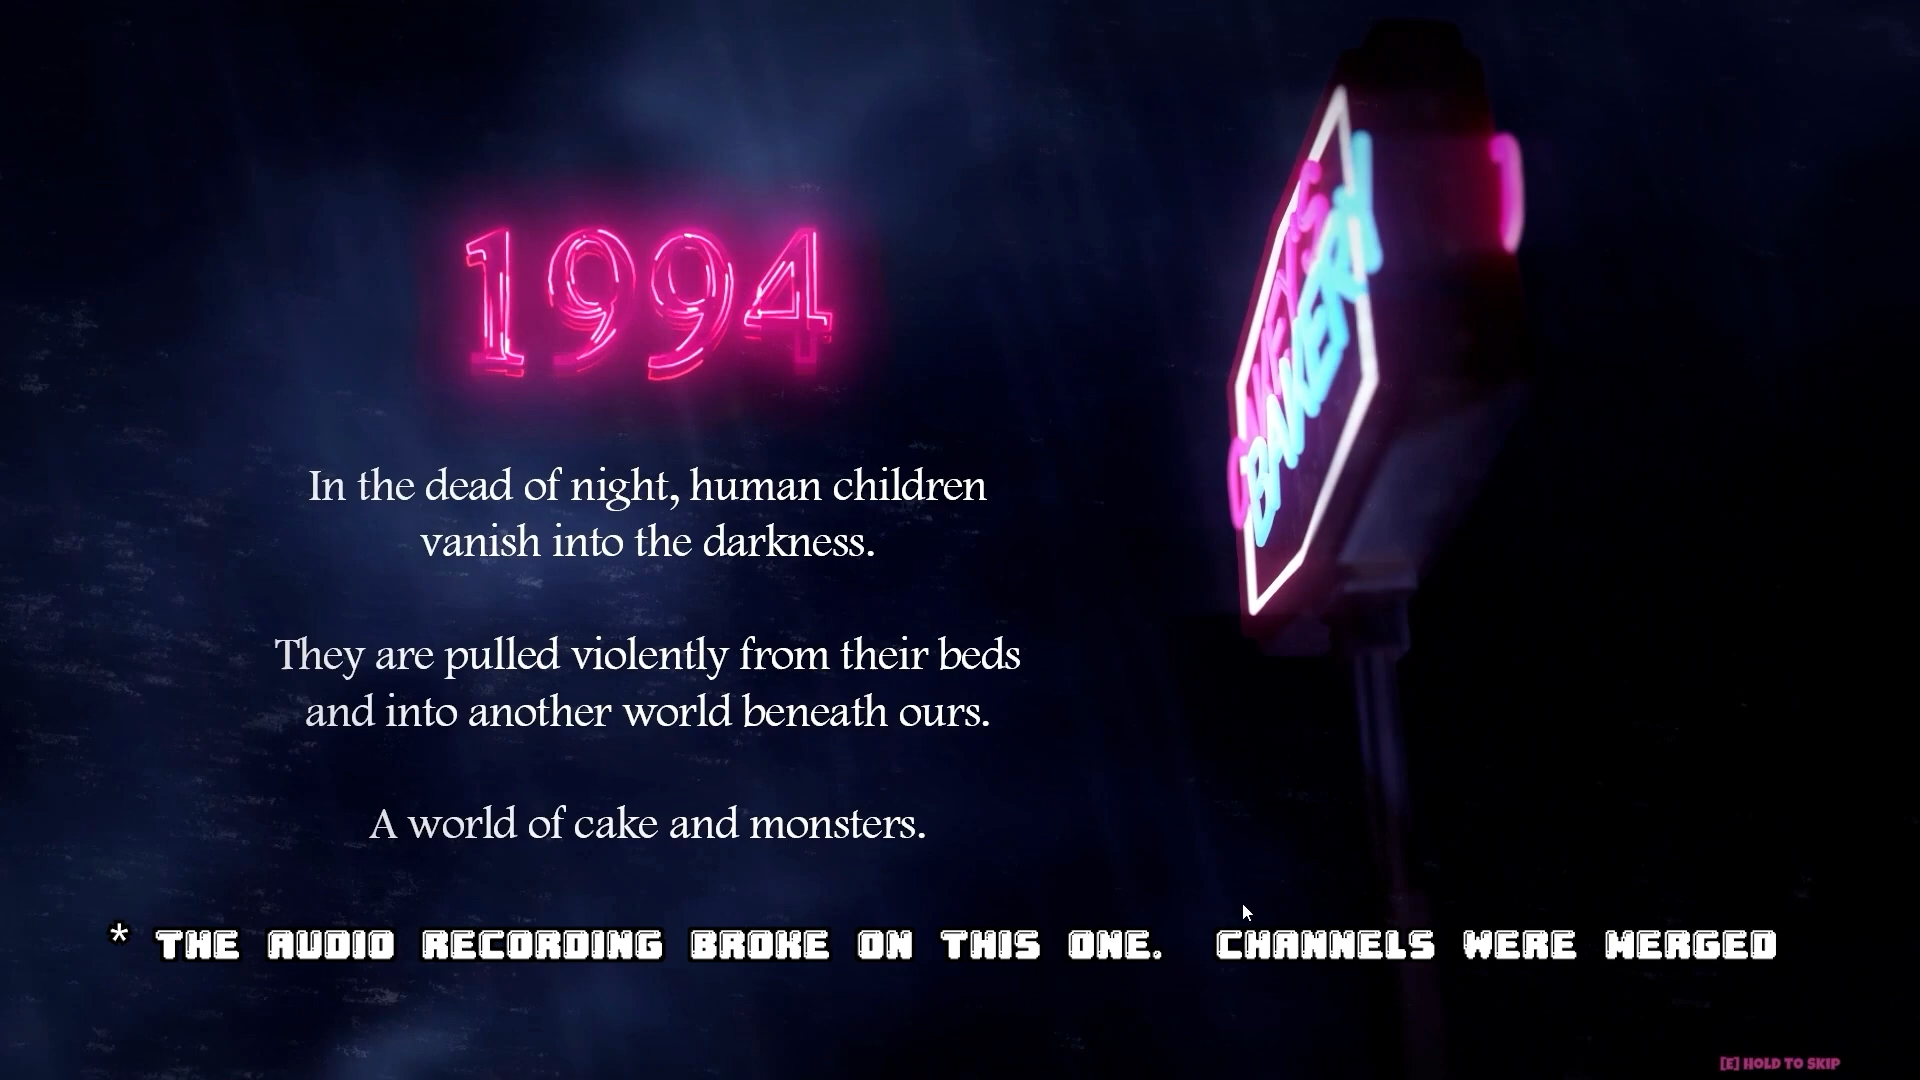 1994
In the dead of night, human children
vanish into the darkness.
They are pulled violently from their beds
and into another world beneath ours.
A world of cake and monsters.
BAKERY
* THE AUDIO RECORDING BROKE ON THIS ONE. CHANNELS WERE MERGED
[E] HOLD TO SKIP